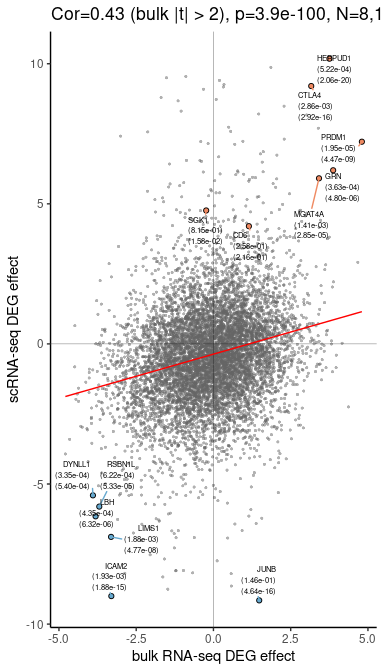 Cor=0.43 (bulk |t| > 2), p=3.9e-100, N=8,1
scRNA-seq DEG effect
10
5
0
-5
-10
HERPUD1
(5.22e-04)
(2.06e-20)
CTLA4
(2.86e-03)
(2.92e-16)
PRDM1
(1.95e-05)
(4.47e-09)
GRN
(3.63e-04)
(4.80e-06)
MGAT4A
(1.41e-03)
(2.85e-05)
SGK1
(8.15e-01)
(1.58e-02)
CD6
(2.58e-01)
(2.16e-01)
DYNLL1
(3.35e-04)
(5.40e-04)
RSBN1L
(6.22e-04)
(5.33e-05)
LBH
(4.35e-04)
(6.32e-06)
LIMS1
(1.88e-03)
(4.77e-08)
ICAM2
(1.93e-03)
(1.88e-15)
JUNB
(1.46e-01)
(4.64e-16)
-5.0
-2.5
0.0
2.5
5.0
bulk RNA-seq DEG effect